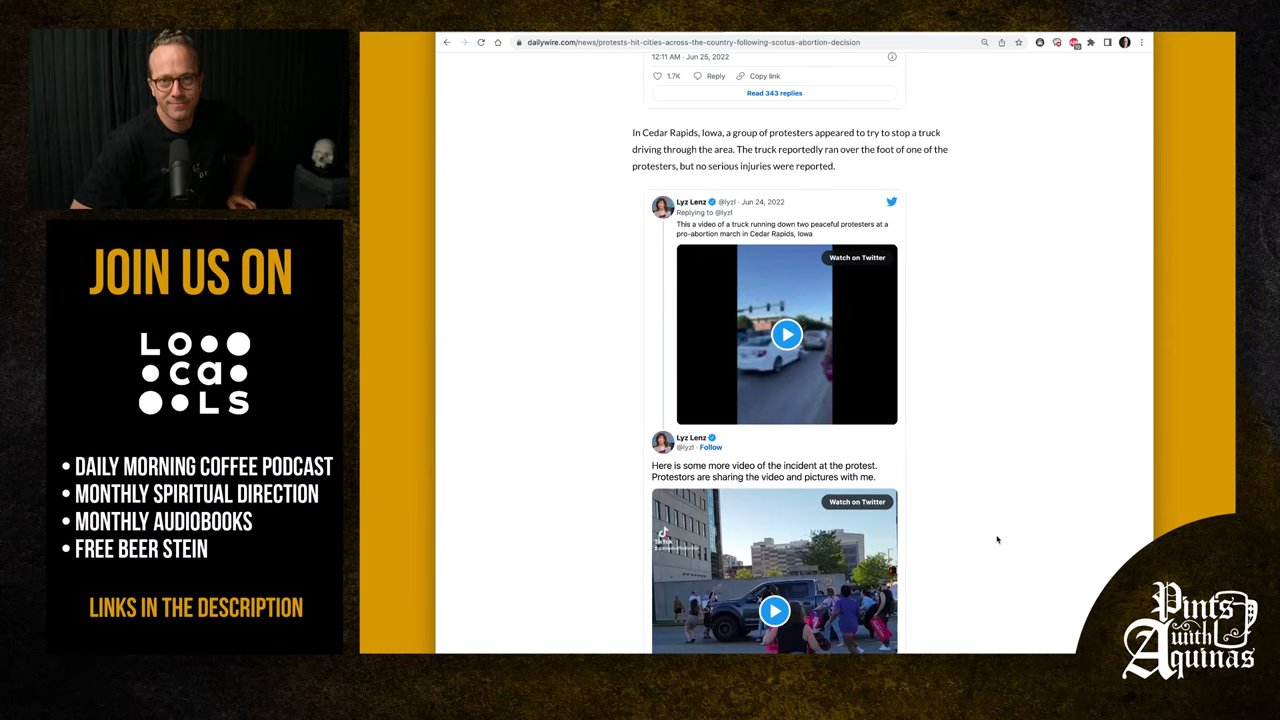 JOIN US ON
LOcaLS
• DAILY MORNING COFFEE PODCAST
• MONTHLY SPIRITUAL DIRECTION
• MONTHLY AUDIOBOOKS
• FREE BEER STEIN
LINKS IN THE DESCRIPTION
dailywire.com/news/protests-hit-cities-across-the-country-following-scotus-abortion-decision
12:11 AM · Jun 25, 2022
1.7K Reply Copy link
Read 343 replies
In Cedar Rapids, Iowa, a group of protesters appeared to try to stop a truck
driving through the area. The truck reportedly ran over the foot of one of the
protesters, but no serious injuries were reported.
Lyz Lenz @lyzl · Jun 24, 2022
Replying to @lyzl
This a video of a truck running down two peaceful protesters at a
pro-abortion march in Cedar Rapids, Iowa
Watch on Twitter
Lyz Lenz
@lyzl · Follow
Here is some more video of the incident at the protest.
Protestors are sharing the video and pictures with me.
Watch on Twitter
TikTok
Pints
with
Aquinas